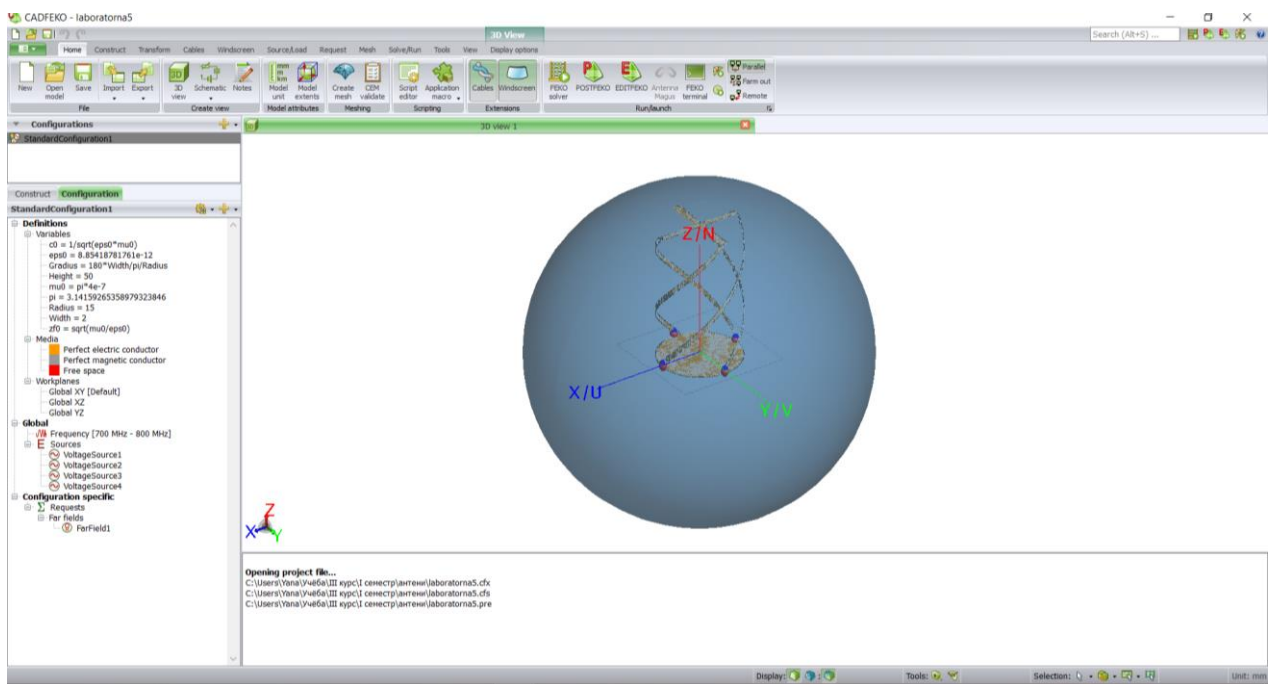 CADFEKO - laboratorna5
3D View
Search (Alt+S) ...
Home Construct Transform Cables Windscreen Source/Load Request Mesh Solve/Run Tools View Display options
New Open model Save Import Export 3D view Schematic Notes Model unit Model extents Create mesh CEM validate Script editor Application macro Cables Windscreen FEKO solver POSTFEKO EDITFEKO Antenna Magus FEKO terminal Parallel
Farm out
Remote
File Create view Model attributes Meshing Scripting Extensions Run/launch
Configurations
3D view 1
StandardConfiguration1
Construct Configuration
StandardConfiguration1
Definitions
Variables
c0 = 1/sqrt(eps0*mu0)
eps0 = 8.85418781761e-12
Gradius = 180*Width/pi/Radius
Height = 50
mu0 = pi*4e-7
pi = 3.14159265358979323846
Radius = 15
Width = 2
zf0 = sqrt(mu0/eps0)
Media
Perfect electric conductor
Perfect magnetic conductor
Free space
Workplanes
Global XY [Default]
Global XZ
Global YZ
Global
Frequency [700 MHz - 800 MHz]
Sources
VoltageSource1
VoltageSource2
VoltageSource3
VoltageSource4
Configuration specific
Requests
Far fields
FarField1
Z/N
X/U
Y/V
Z
X
Y
Opening project file...
C:\Users\Yana\Учёба\III курс\I семестр\антени\laboratorna5.cfx
C:\Users\Yana\Учёба\III курс\I семестр\антени\laboratorna5.cfs
C:\Users\Yana\Учёба\III курс\I семестр\антени\laboratorna5.pre
Display: Tools: Selection: Unit: mm